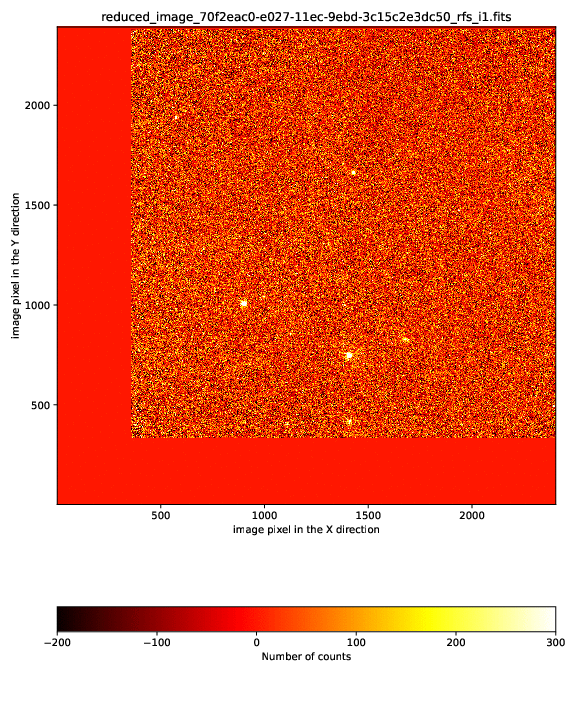 reduced_image_70f2eac0-e027-11ec-9ebd-3c15c2e3dc50_rfs_i1.fits
2000
1500
1000
500
image pixel in the Y direction
500 1000 1500 2000
image pixel in the X direction
−200 −100 0 100 200 300
Number of counts